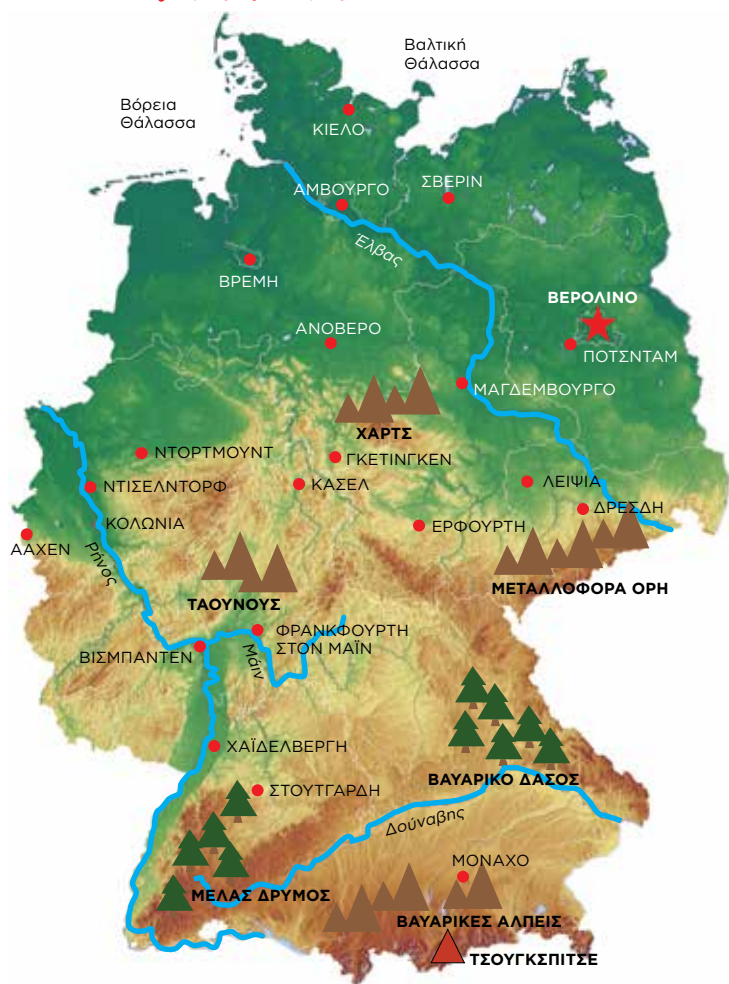 Βαλτική
Θάλασσα
Βόρεια
Θάλασσα
ΚΙΕΛΟ
ΑΜΒΟΥΡΓΟ
ΣΒΕΡΙΝ
Έλβας
ΒΡΕΜΗ
ΒΕΡΟΛΙΝΟ
ΑΝΟΒΕΡΟ
ΠΟΤΣΝΤΑΜ
ΜΑΓΔΕΜΒΟΥΡΓΟ
ΧΑΡΤΣ
ΝΤΟΡΤΜΟΥΝΤ
ΓΚΕΤΙΝΓΚΕΝ
ΝΤΙΣΕΛΝΤΟΡΦ
ΚΑΣΕΛ
ΛΕΙΨΙΑ
ΚΟΛΩΝΙΑ
ΕΡΦΟΥΡΤΗ
ΔΡΕΣΔΗ
ΑΑΧΕΝ
Ρήνος
ΜΕΤΑΛΛΟΦΟΡΑ ΟΡΗ
ΤΑΟΥΝΟΥΣ
ΦΡΑΝΚΦΟΥΡΤΗ
ΣΤΟΝ ΜΑΪΝ
ΒΙΣΜΠΑΝΤΕΝ
Μάιν
ΧΑΪΔΕΛΒΕΡΓΗ
ΒΑΥΑΡΙΚΟ ΔΑΣΟΣ
ΣΤΟΥΤΓΑΡΔΗ
Δούναβης
ΜΟΝΑΧΟ
ΜΕΛΑΣ ΔΡΥΜΟΣ
ΒΑΥΑΡΙΚΕΣ ΑΛΠΕΙΣ
ΤΣΟΥΓΚΣΠΙΤΣΕ